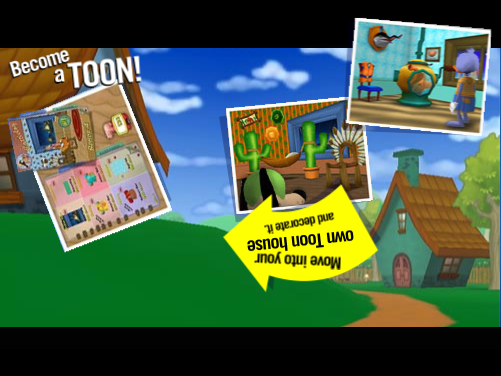 Become
a TOON!
Move into your
own Toon house
and decorate it.